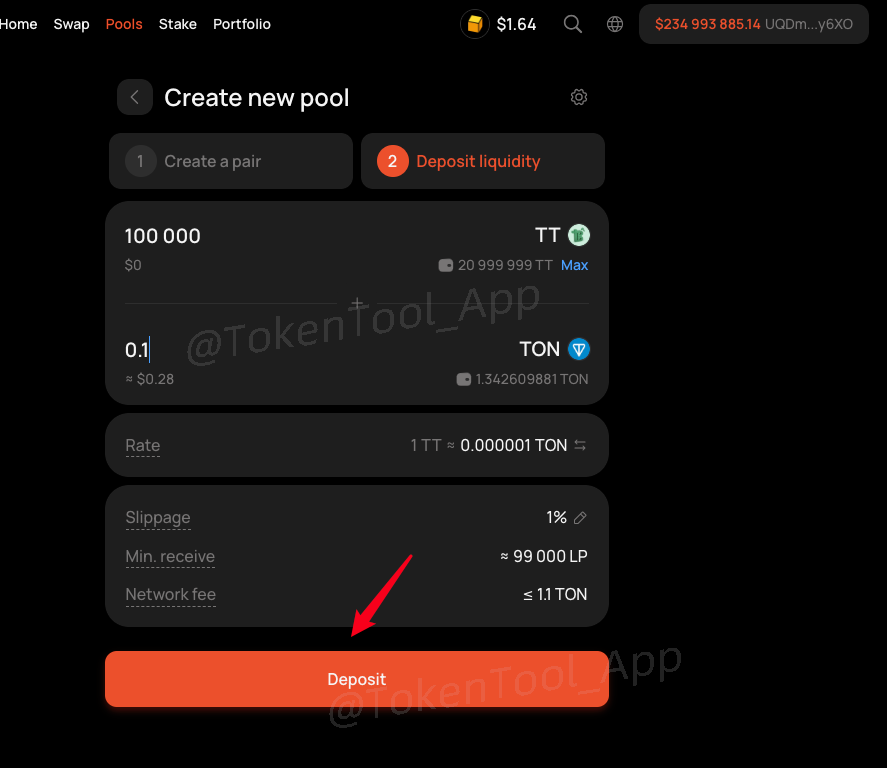 Home Swap Pools Stake Portfolio $1.64 $234 993 885.14 UQDm...y6XO
Create new pool
1 Create a pair 2 Deposit liquidity
100 000 TT
$0 20 999 999 TT Max
+
@TokenTool_App
0.1 TON
≈ $0.28 1.342609881 TON
Rate 1 TT ≈ 0.000001 TON
Slippage 1%
Min. receive ≈ 99 000 LP
Network fee ≤ 1.1 TON
Deposit
@TokenTool_App